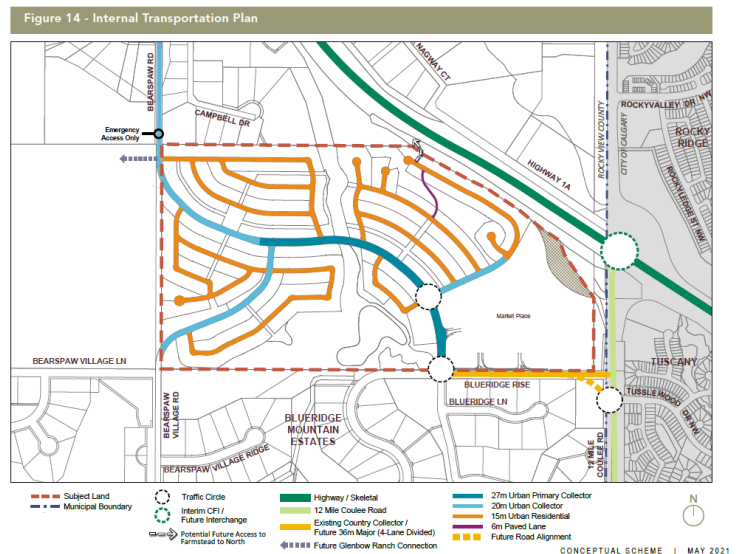 Figure 14 - Internal Transportation Plan
BEARSPAW RD
NAGWAY CT
CAMPBELL DR
Emergency
Access Only
HIGHWAY 1A
ROCKY VIEW COUNTY
CITY OF CALGARY
ROCKYVALLEY DR NW
ROCKY
RIDGE
ROCKYLEDGE ST NW
Market Place
BEARSPAW VILLAGE LN
BEARSPAW
VILLAGE RD
BLUERIDGE RISE
BLUERIDGE LN
BLUERIDGE
MOUNTAIN
ESTATES
BEARSPAW VILLAGE RIDGE
TUSCANY
TUSSLEWOOD
DR NW
12 MILE
COULEE RD
Subject Land
Municipal Boundary
Traffic Circle
Interim CFI /
Future Interchange
Potential Future Access to
Farmstead to North
Highway / Skeletal
12 Mile Coulee Road
Existing Country Collector /
Future 36m Major (4-Lane Divided)
Future Glenbow Ranch Connection
27m Urban Primary Collector
20m Urban Collector
15m Urban Residential
6m Paved Lane
Future Road Alignment
N
CONCEPTUAL SCHEME | MAY 2021